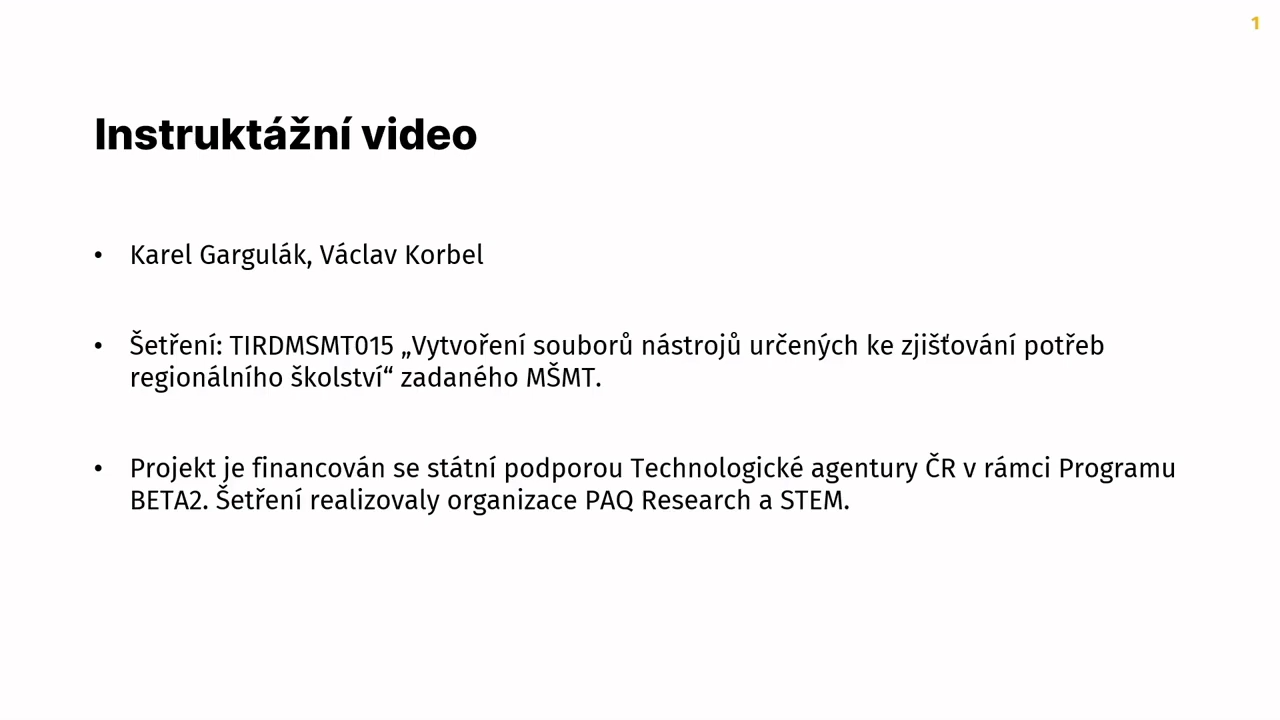 1
Instruktážní video
• Karel Gargulák, Václav Korbel
• Šetření: TIRDMSMT015 „Vytvoření souborů nástrojů určených ke zjišťování potřeb
regionálního školství“ zadaného MŠMT.
• Projekt je financován se státní podporou Technologické agentury ČR v rámci Programu
BETA2. Šetření realizovaly organizace PAQ Research a STEM.